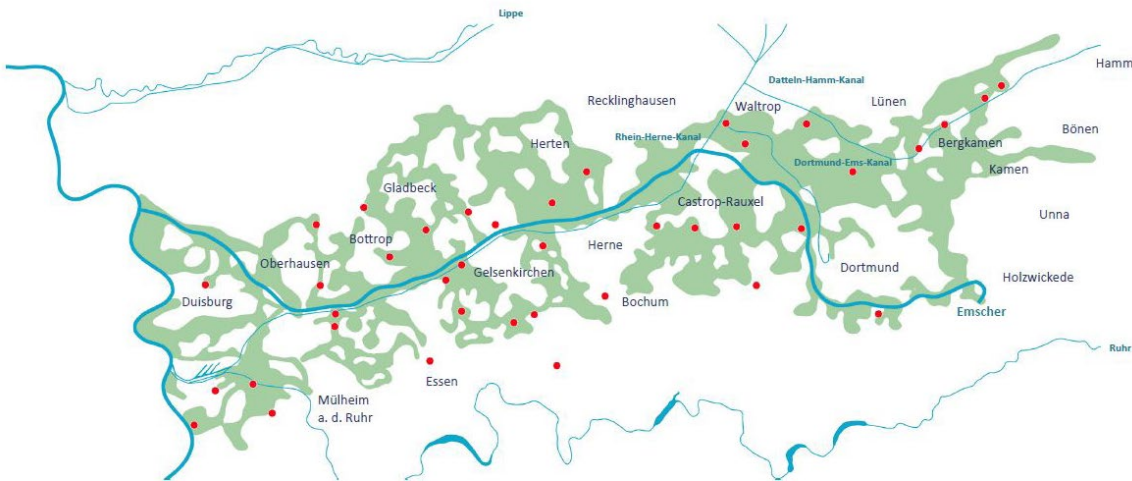 Lippe
Hamm
Datteln-Hamm-Kanal
Recklinghausen
Waltrop
Lünen
Bönen
Rhein-Herne-Kanal
Herten
Bergkamen
Dortmund-Ems-Kanal
Kamen
Gladbeck
Castrop-Rauxel
Unna
Bottrop
Herne
Oberhausen
Gelsenkirchen
Dortmund
Holzwickede
Duisburg
Bochum
Emscher
Ruhr
Essen
Mülheim
a. d. Ruhr